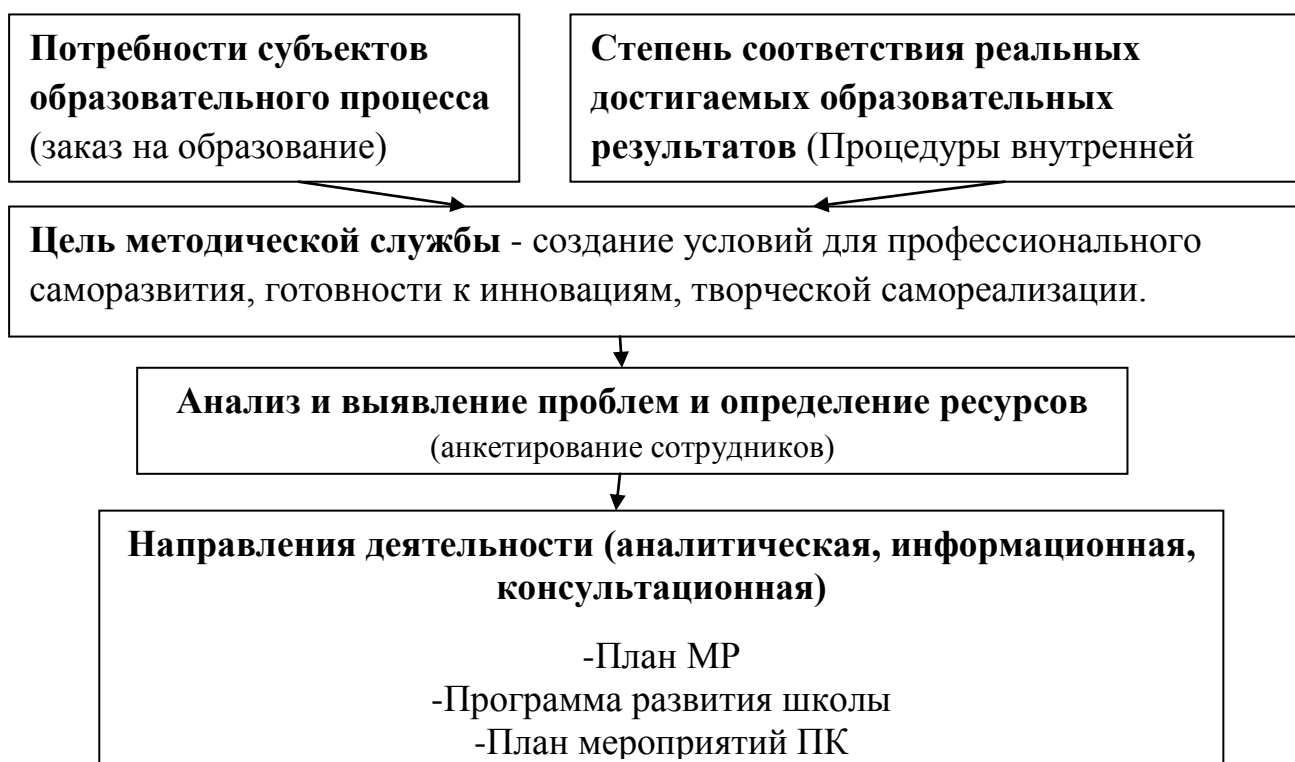 Потребности субъектов
образовательного процесса
(заказ на образование)
Степень соответствия реальных
достигаемых образовательных
результатов (Процедуры внутренней
Цель методической службы - создание условий для профессионального
саморазвития, готовности к инновациям, творческой самореализации.
Анализ и выявление проблем и определение ресурсов
(анкетирование сотрудников)
Направления деятельности (аналитическая, информационная,
консультационная)
-План МР
-Программа развития школы
-План мероприятий ПК